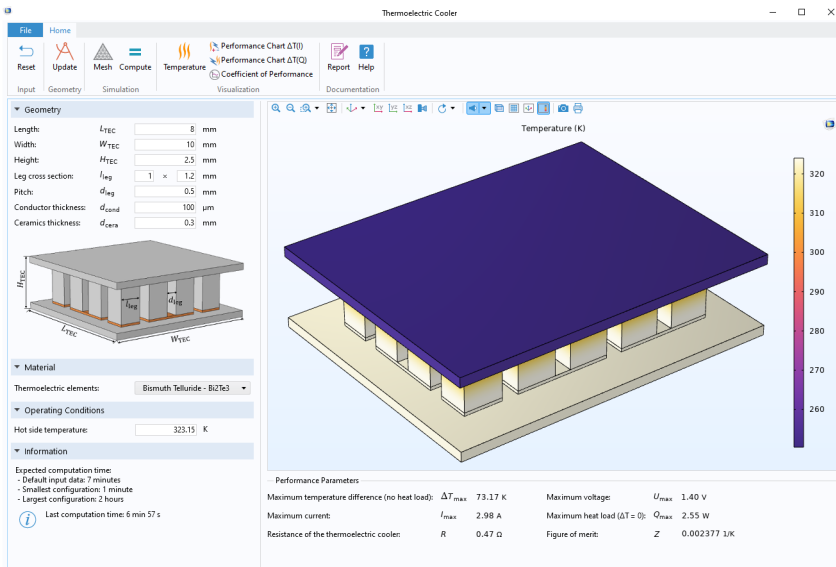 Thermoelectric Cooler
File Home
Reset Update Mesh Compute Temperature
Performance Chart ΔT(I)
Performance Chart ΔT(Q)
Coefficient of Performance
Report Help
Input Geometry Simulation Visualization Documentation
Geometry
Length: L_TEC 8 mm
Width: W_TEC 10 mm
Height: H_TEC 2.5 mm
Leg cross section: l_leg 1 × 1.2 mm
Pitch: d_leg 0.5 mm
Conductor thickness: d_cond 100 μm
Ceramics thickness: d_cera 0.3 mm
H_TEC
l_leg
d_leg
L_TEC
W_TEC
Material
Thermoelectric elements: Bismuth Telluride - Bi2Te3
Operating Conditions
Hot side temperature: 323.15 K
Information
Expected computation time:
- Default input data: 7 minutes
- Smallest configuration: 1 minute
- Largest configuration: 2 hours
Last computation time: 6 min 57 s
xy yz xz
Temperature (K)
320
310
300
290
280
270
260
Performance Parameters
Maximum temperature difference (no heat load): ΔT_max 73.17 K
Maximum voltage: U_max 1.40 V
Maximum current: I_max 2.98 A
Maximum heat load (ΔT = 0): Q_max 2.55 W
Resistance of the thermoelectric cooler: R 0.47 Ω
Figure of merit: Z 0.002377 1/K